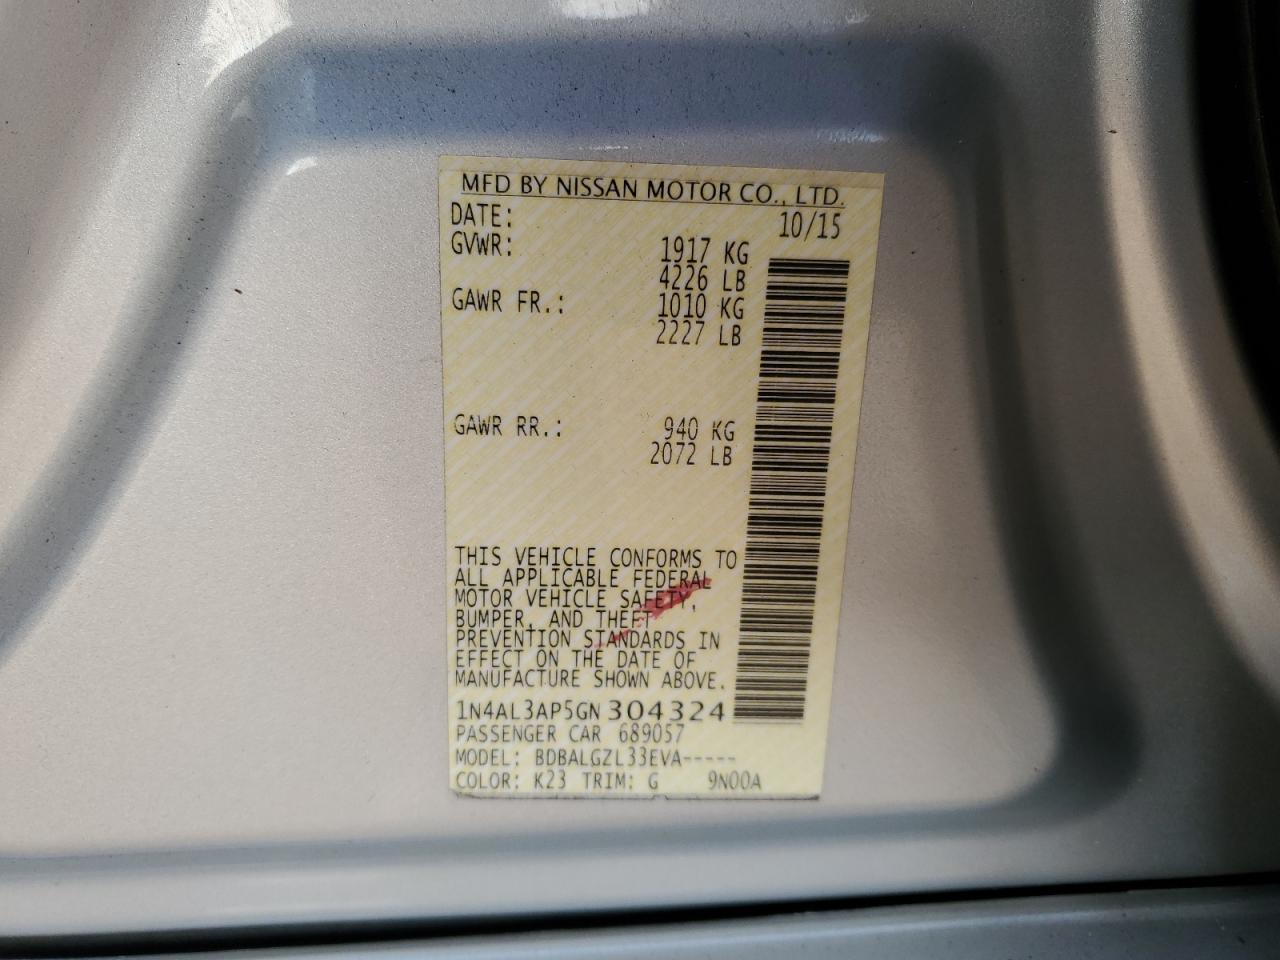 MFD BY NISSAN MOTOR CO., LTD.
DATE: 10/15
GVWR: 1917 KG
4226 LB
GAWR FR.: 1010 KG
2227 LB
GAWR RR.: 940 KG
2072 LB
THIS VEHICLE CONFORMS TO
ALL APPLICABLE FEDERAL
MOTOR VEHICLE SAFETY,
BUMPER, AND THEFT
PREVENTION STANDARDS IN
EFFECT ON THE DATE OF
MANUFACTURE SHOWN ABOVE.
1N4AL3AP5GN304324
PASSENGER CAR 689057
MODEL: BDBALGZL33EVA-----
COLOR: K23 TRIM: G 9N00A